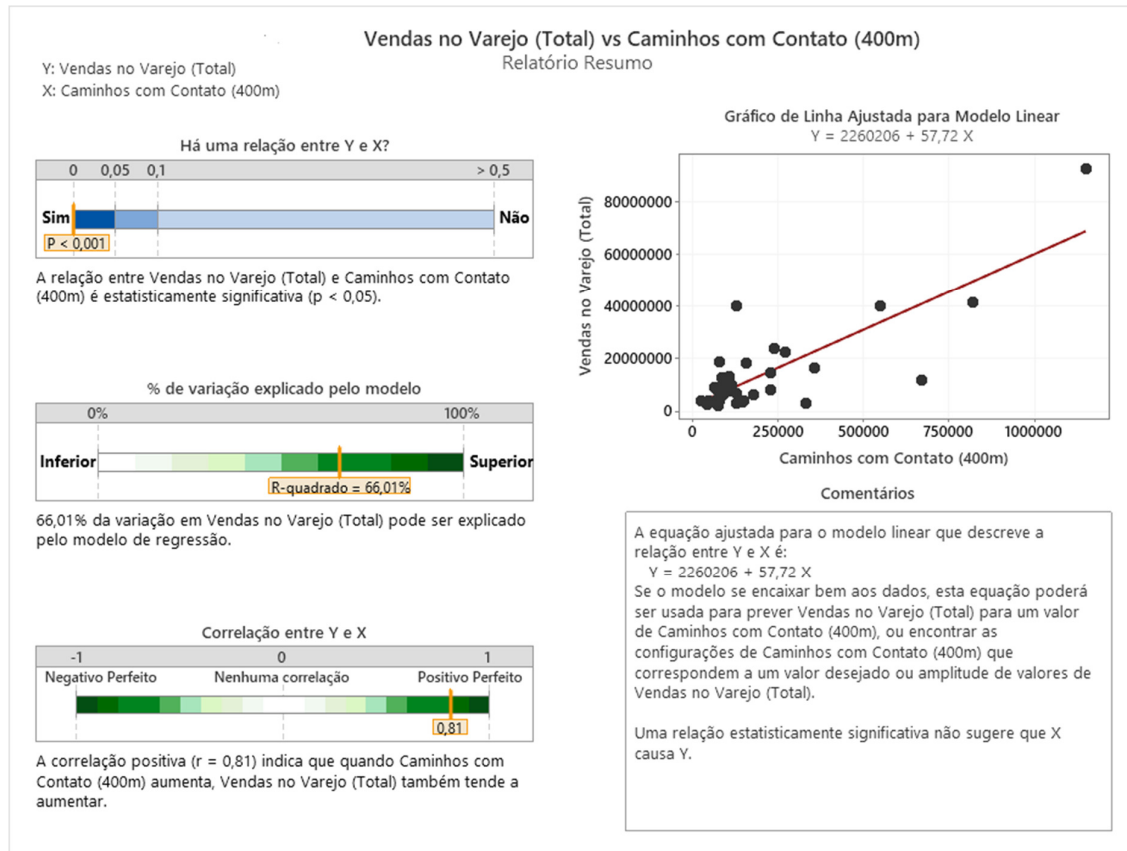 Vendas no Varejo (Total) vs Caminhos com Contato (400m)
Relatório Resumo
Y: Vendas no Varejo (Total)
X: Caminhos com Contato (400m)
Há uma relação entre Y e X?
0 0,05 0,1 > 0,5
Sim Não
P < 0,001
A relação entre Vendas no Varejo (Total) e Caminhos com Contato
(400m) é estatisticamente significativa (p < 0,05).
% de variação explicado pelo modelo
0% 100%
Inferior Superior
R-quadrado = 66,01%
66,01% da variação em Vendas no Varejo (Total) pode ser explicado
pelo modelo de regressão.
Correlação entre Y e X
-1 0 1
Negativo Perfeito Nenhuma correlação Positivo Perfeito
0,81
A correlação positiva (r = 0,81) indica que quando Caminhos com
Contato (400m) aumenta, Vendas no Varejo (Total) também tende a
aumentar.
Gráfico de Linha Ajustada para Modelo Linear
Y = 2260206 + 57,72 X
Vendas no Varejo (Total)
80000000
60000000
40000000
20000000
0
0 250000 500000 750000 1000000
Caminhos com Contato (400m)
Comentários
A equação ajustada para o modelo linear que descreve a
relação entre Y e X é:
Y = 2260206 + 57,72 X
Se o modelo se encaixar bem aos dados, esta equação poderá
ser usada para prever Vendas no Varejo (Total) para um valor
de Caminhos com Contato (400m), ou encontrar as
configurações de Caminhos com Contato (400m) que
correspondem a um valor desejado ou amplitude de valores de
Vendas no Varejo (Total).
Uma relação estatisticamente significativa não sugere que X
causa Y.